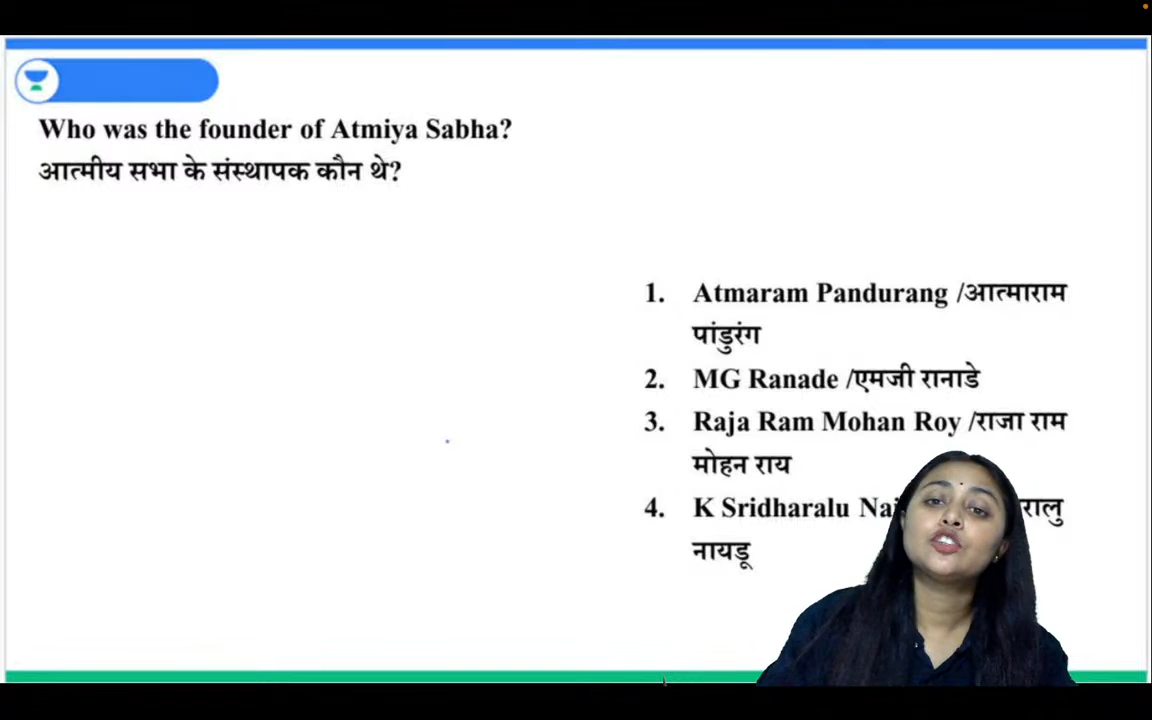 Who was the founder of Atmiya Sabha?
आत्मीय सभा के संस्थापक कौन थे?
1. Atmaram Pandurang /आत्माराम
पांडुरंग
2. MG Ranade /एमजी रानाडे
3. Raja Ram Mohan Roy /राजा राम
मोहन राय
4. K Sridharalu
नायडू